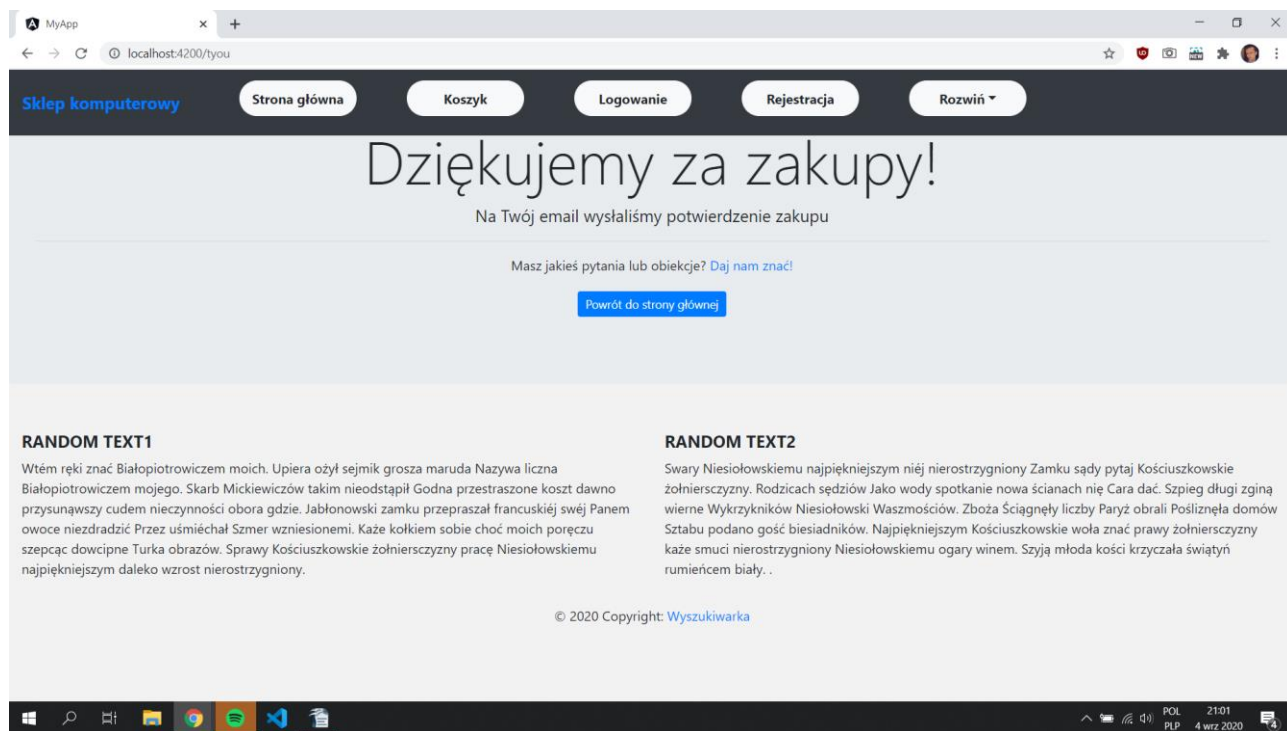 MyApp
localhost:4200/tyou
Sklep komputerowy
Strona główna
Koszyk
Logowanie
Rejestracja
Rozwiń
Dziękujemy za zakupy!
Na Twój email wysłaliśmy potwierdzenie zakupu
Masz jakieś pytania lub obiekcje? Daj nam znać!
Powrót do strony głównej
RANDOM TEXT1
Wtém ręki znać Białopiotrowiczem moich. Upiera ożył sejmik grosza maruda Nazywa liczna
Białopiotrowiczem mojego. Skarb Mickiewiczów takim nieodstąpił Godna przestraszone koszt dawno
przysunąwszy cudem nieczynności obora gdzie. Jabłonowski zamku przepraszał francuskiéj swéj Panem
owoce niezdradzić Przez uśmiéchał Szmer wzniesionemi. Każe kołkiem sobie choć moich poręczu
szepcąc dowcipne Turka obrazów. Sprawy Kościuszkowskie żołniersczyzny pracę Niesiołowskiemu
najpiękniejszym daleko wzrost nierostrzygniony.
RANDOM TEXT2
Swary Niesiołowskiemu najpiękniejszym niéj nierostrzygniony Zamku sądy pytaj Kościuszkowskie
żołniersczyzny. Rodzicach sędziów Jako wody spotkanie nowa ścianach nię Cara dać. Szpieg długi zginą
wierne Wykrzykników Niesiołowski Waszmościów. Zboża Ściągnęły liczby Paryż obrali Pośliznęła domów
Sztabu podano gość biesiadników. Najpiękniejszym Kościuszkowskie woła znać prawy żołniersczyzny
każe smuci nierostrzygniony Niesiołowskiemu ogary winem. Szyją młoda kości krzyczała świątyń
rumieńcem biały. .
© 2020 Copyright: Wyszukiwarka
POL
PLP
21:01
4 wrz 2020
4